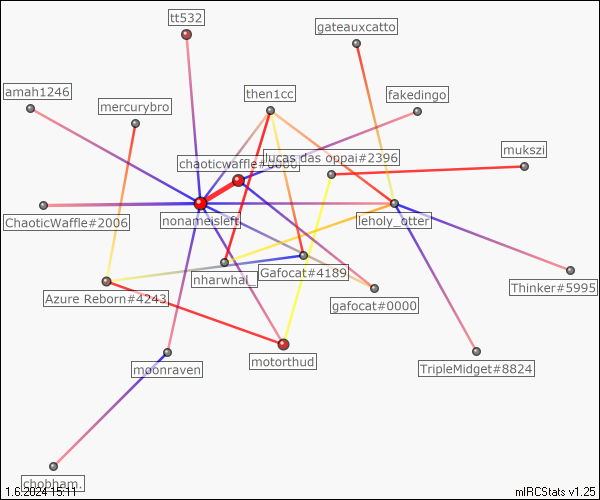 tt532
gateauxcatto
amah1246
mercurybro
then1cc
fakedingo
mukszi
chaoticwaffle#0000
lucas das oppai#2396
ChaoticWaffle#2006
nonameisleft
leholy_otter
nharwhal_
Gafocat#4189
Thinker#5995
Azure Reborn#4243
gafocat#0000
moonraven
motorthud
TripleMidget#8824
chobham.
1.6.2024 15:11
mIRCStats v1.25